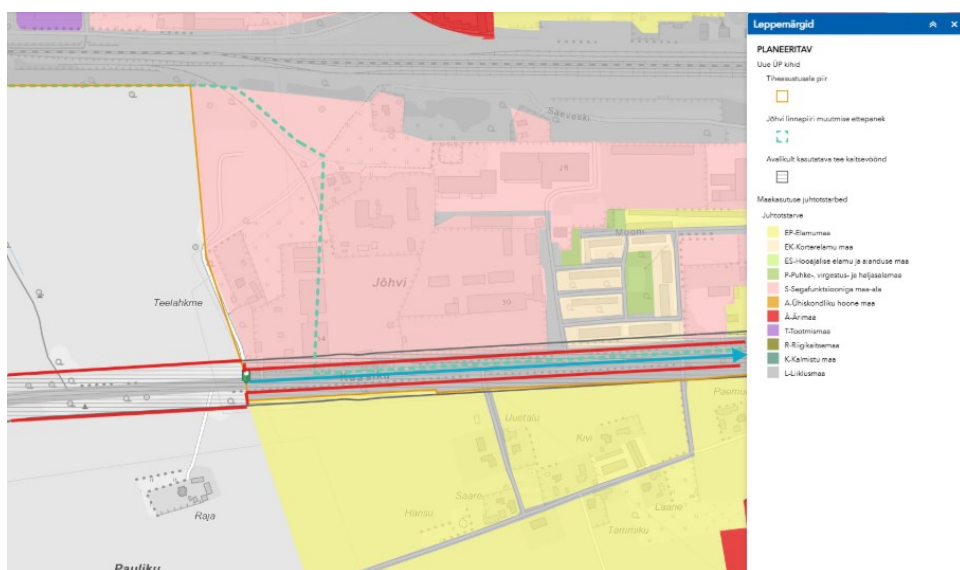 Leppemärgid
PLANEERITAV
Uue ÜP kihid
Tiheasustusala piir
Jõhvi linnapiiri muutmise ettepanek
Avalikult kasutatava tee kaitsevöönd
Maakasutuse juhtotstarbed
Juhtotstarve
EP-Elamumaa
EK-Korterelamu maa
ES-Hooajalise elamu ja aianduse maa
P-Puhke-, virgestus- ja haljasalamaa
S-Segafunktsiooniga maa-ala
A-Ühiskondliku hoone maa
Ä-Ärimaa
T-Tootmismaa
R-Riigikaitsemaa
K-Kalmistu maa
L-Liiklusmaa
Jõhvi
Teelahkme
Uuetalu
Kivi
Saare
Hansu
Laane
Tammiku
Raja
Pauliku